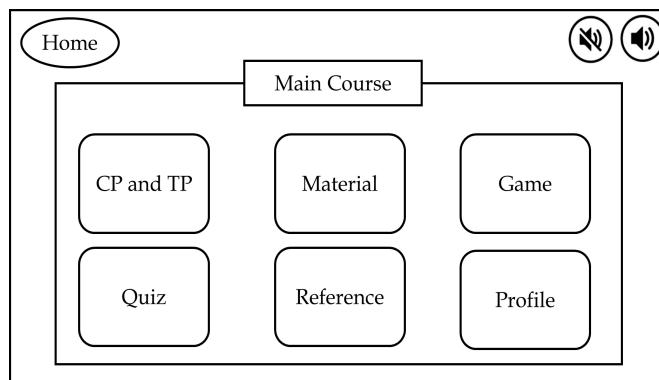 Home
Main Course
CP and TP
Material
Game
Quiz
Reference
Profile